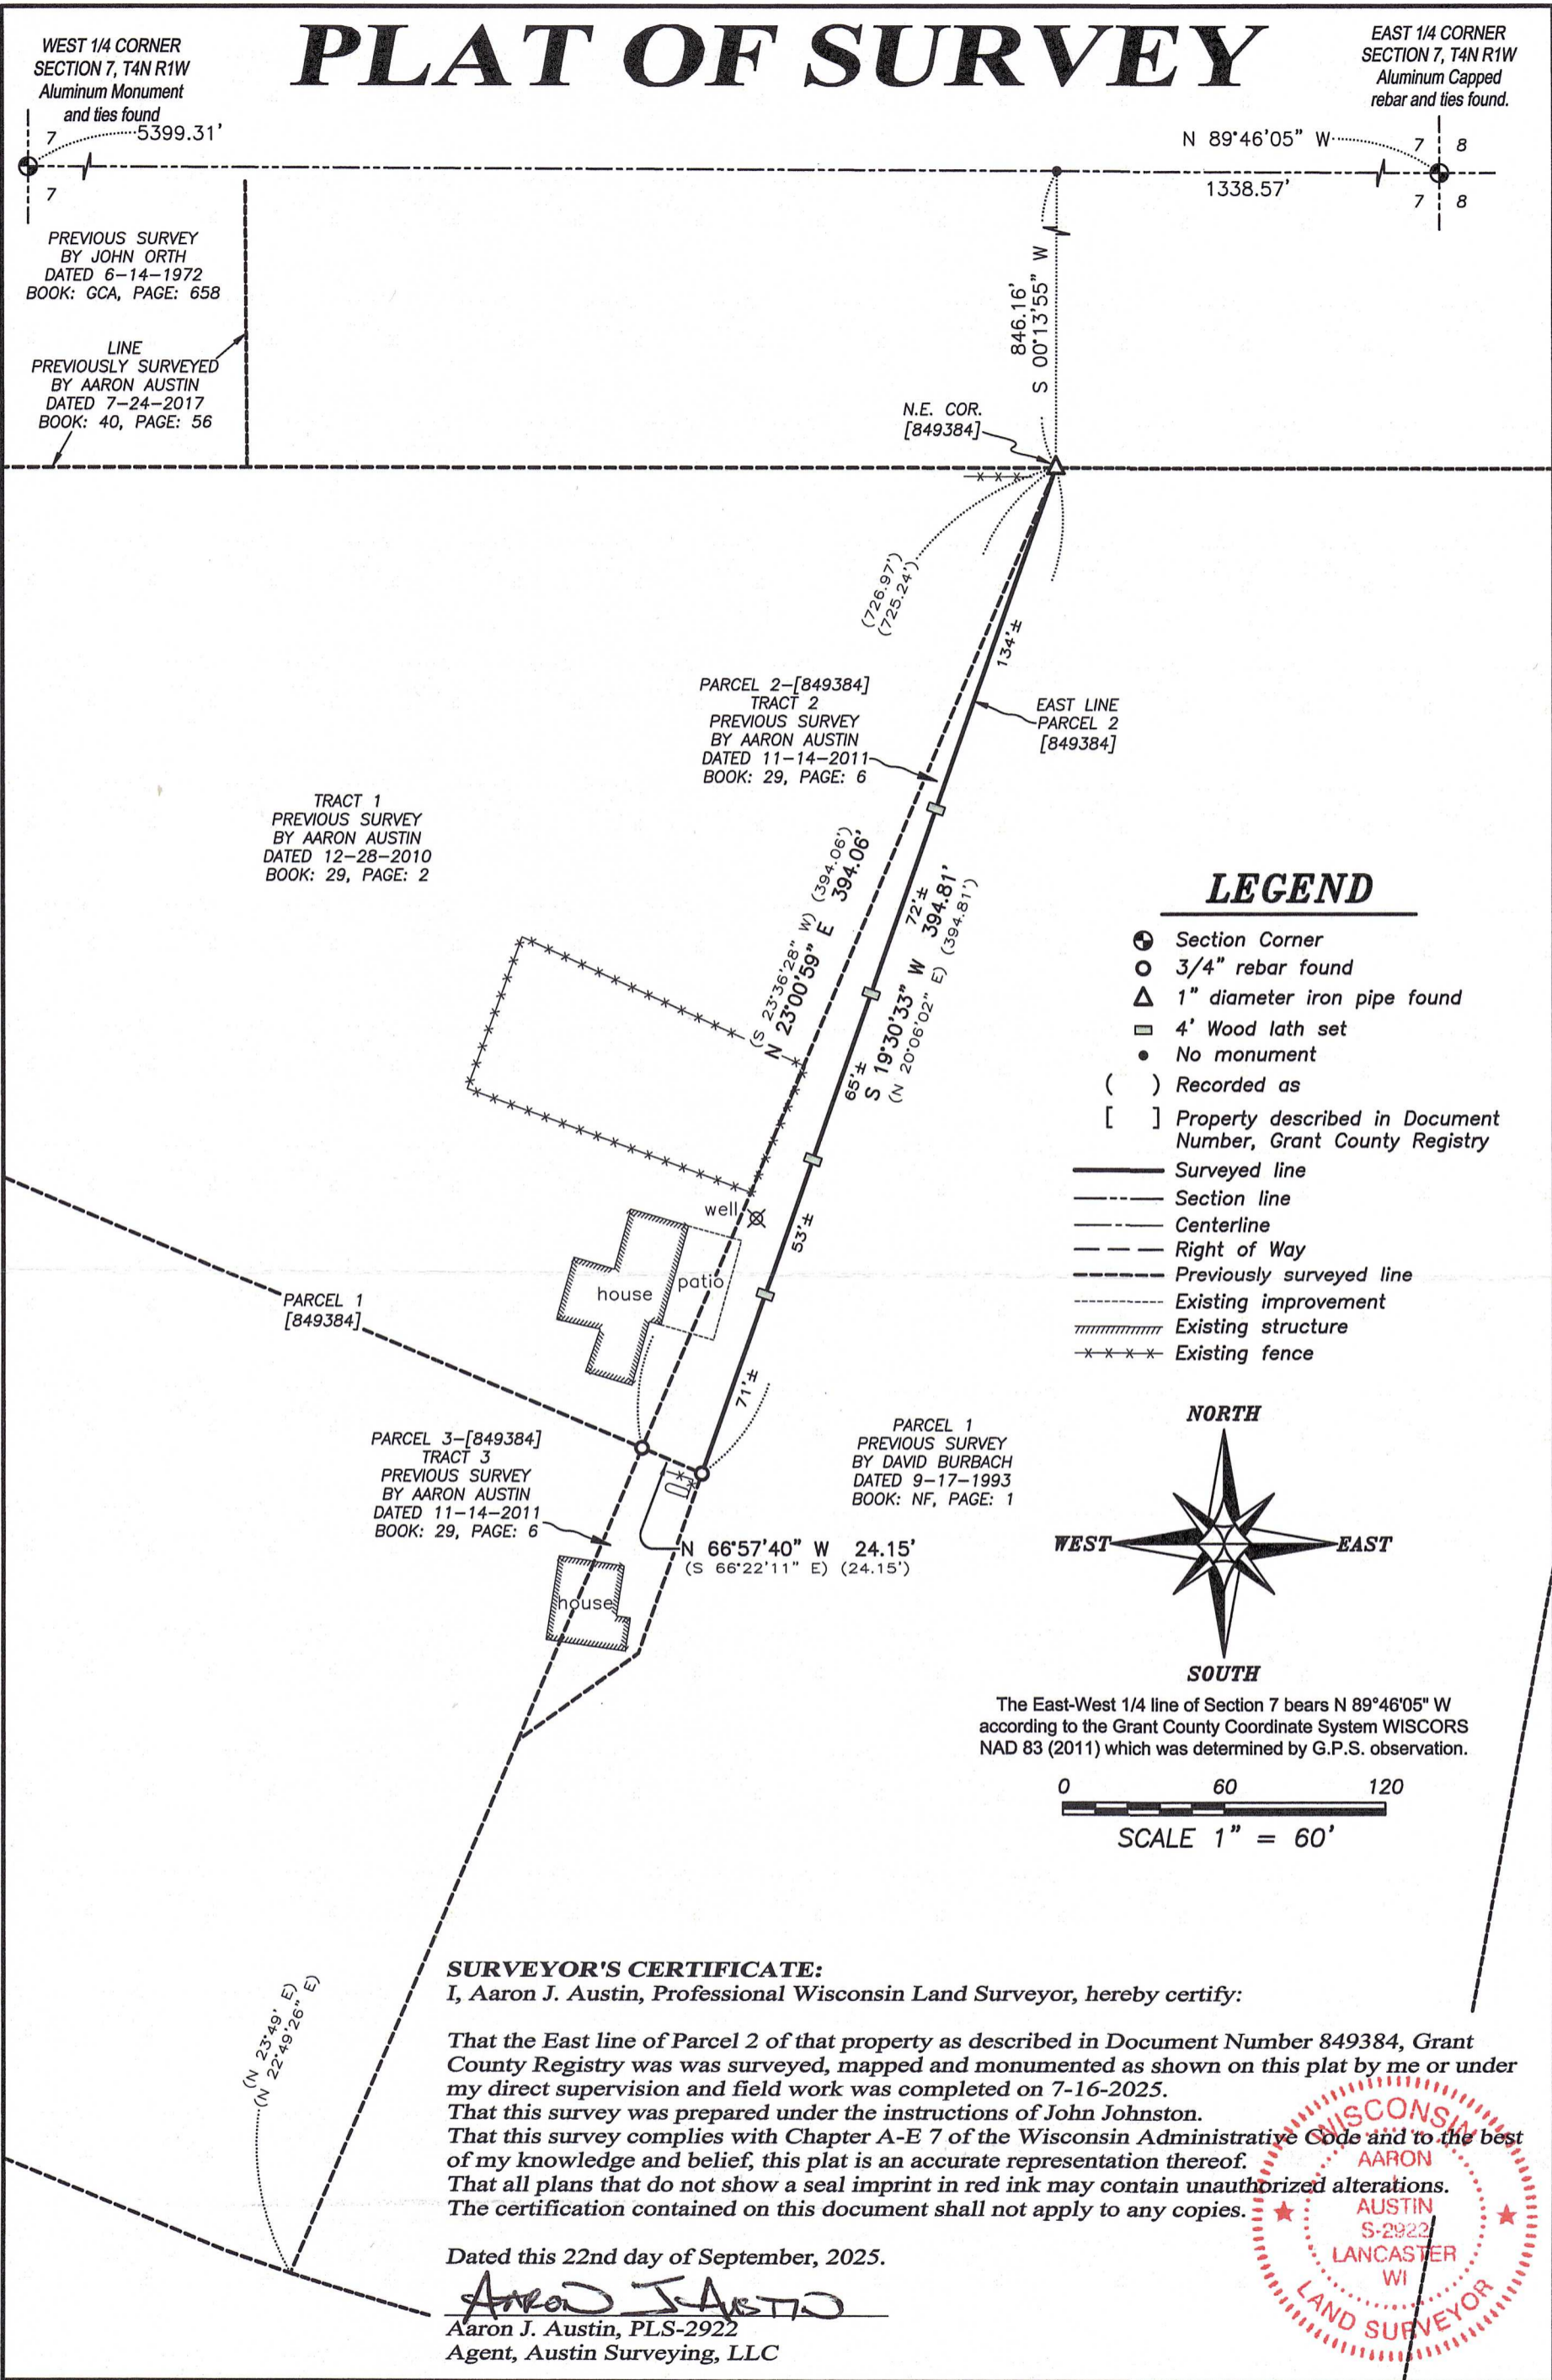 PLAT OF SURVEY
WEST 1/4 CORNER
SECTION 7, T4N R1W
Aluminum Monument
and ties found
EAST 1/4 CORNER
SECTION 7, T4N R1W
Aluminum Capped
rebar and ties found.
7
5399.31'
7
N 89°46'05" W
1338.57'
7 8
7 8
PREVIOUS SURVEY
BY JOHN ORTH
DATED 6-14-1972
BOOK: GCA, PAGE: 658
LINE
PREVIOUSLY SURVEYED
BY AARON AUSTIN
DATED 7-24-2017
BOOK: 40, PAGE: 56
846.16'
S 00°13'55" W
N.E. COR.
[849384]
(726.97')
(725.24')
134'±
PARCEL 2-[849384]
TRACT 2
PREVIOUS SURVEY
BY AARON AUSTIN
DATED 11-14-2011
BOOK: 29, PAGE: 6
EAST LINE
PARCEL 2
[849384]
TRACT 1
PREVIOUS SURVEY
BY AARON AUSTIN
DATED 12-28-2010
BOOK: 29, PAGE: 2
(S 23°36'28" W) (394.06')
N 23°00'59" E 394.06'
72'±
65'±
S 19°30'33" W 394.81'
(N 20°06'02" E) (394.81')
53'±
71'±
well
house
patio
PARCEL 1
[849384]
PARCEL 3-[849384]
TRACT 3
PREVIOUS SURVEY
BY AARON AUSTIN
DATED 11-14-2011
BOOK: 29, PAGE: 6
PARCEL 1
PREVIOUS SURVEY
BY DAVID BURBACH
DATED 9-17-1993
BOOK: NF, PAGE: 1
N 66°57'40" W 24.15'
(S 66°22'11" E) (24.15')
house
LEGEND
Section Corner
3/4" rebar found
1" diameter iron pipe found
4' Wood lath set
No monument
( ) Recorded as
[ ] Property described in Document
Number, Grant County Registry
Surveyed line
Section line
Centerline
Right of Way
Previously surveyed line
Existing improvement
Existing structure
Existing fence
NORTH
WEST
EAST
SOUTH
The East-West 1/4 line of Section 7 bears N 89°46'05" W
according to the Grant County Coordinate System WISCORS
NAD 83 (2011) which was determined by G.P.S. observation.
0 60 120
SCALE 1" = 60'
(N 23°49' E)
(N 22°49'26" E)
SURVEYOR'S CERTIFICATE:
I, Aaron J. Austin, Professional Wisconsin Land Surveyor, hereby certify:
That the East line of Parcel 2 of that property as described in Document Number 849384, Grant
County Registry was was surveyed, mapped and monumented as shown on this plat by me or under
my direct supervision and field work was completed on 7-16-2025.
That this survey was prepared under the instructions of John Johnston.
That this survey complies with Chapter A-E 7 of the Wisconsin Administrative Code and to the best
of my knowledge and belief, this plat is an accurate representation thereof.
That all plans that do not show a seal imprint in red ink may contain unauthorized alterations.
The certification contained on this document shall not apply to any copies.
Dated this 22nd day of September, 2025.
AARON J AUSTIN
Aaron J. Austin, PLS-2922
Agent, Austin Surveying, LLC
WISCONSIN
AARON
AUSTIN
S-2922
LANCASTER
WI
LAND SURVEYOR